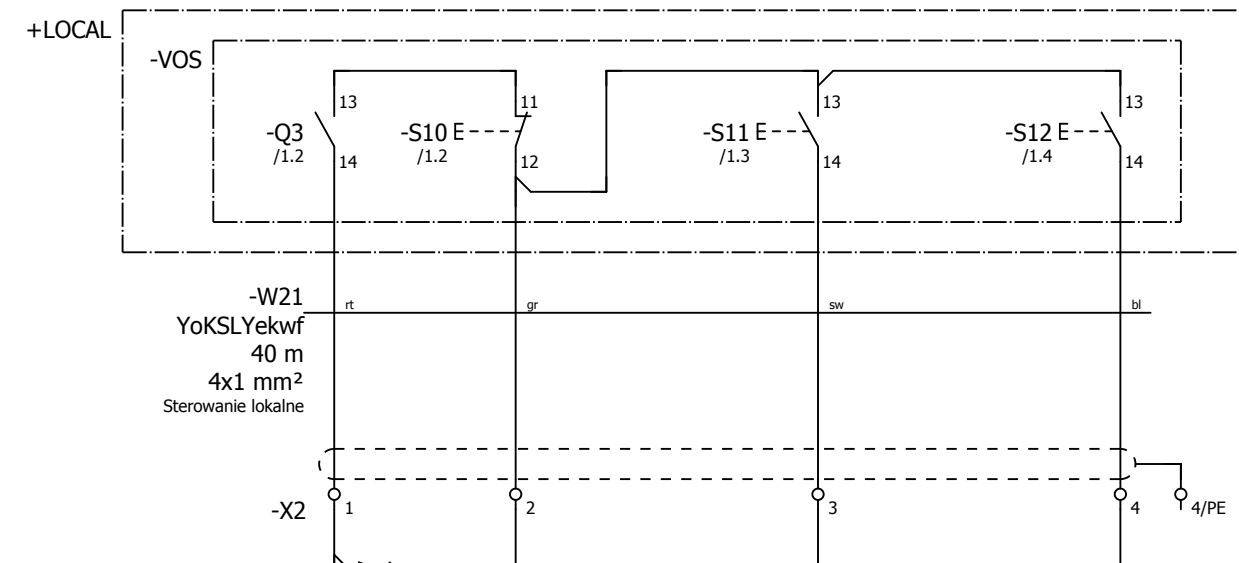 +LOCAL
-VOS
13 11 13 13
-Q3 -S10 E -S11 E -S12 E
/1.2 /1.2 /1.3 /1.4
14 12 14 14
-W21 rt gr sw bl
YoKSLYekwf
40 m
4x1 mm²
Sterowanie lokalne
-X2 1 2 3 4 4/PE